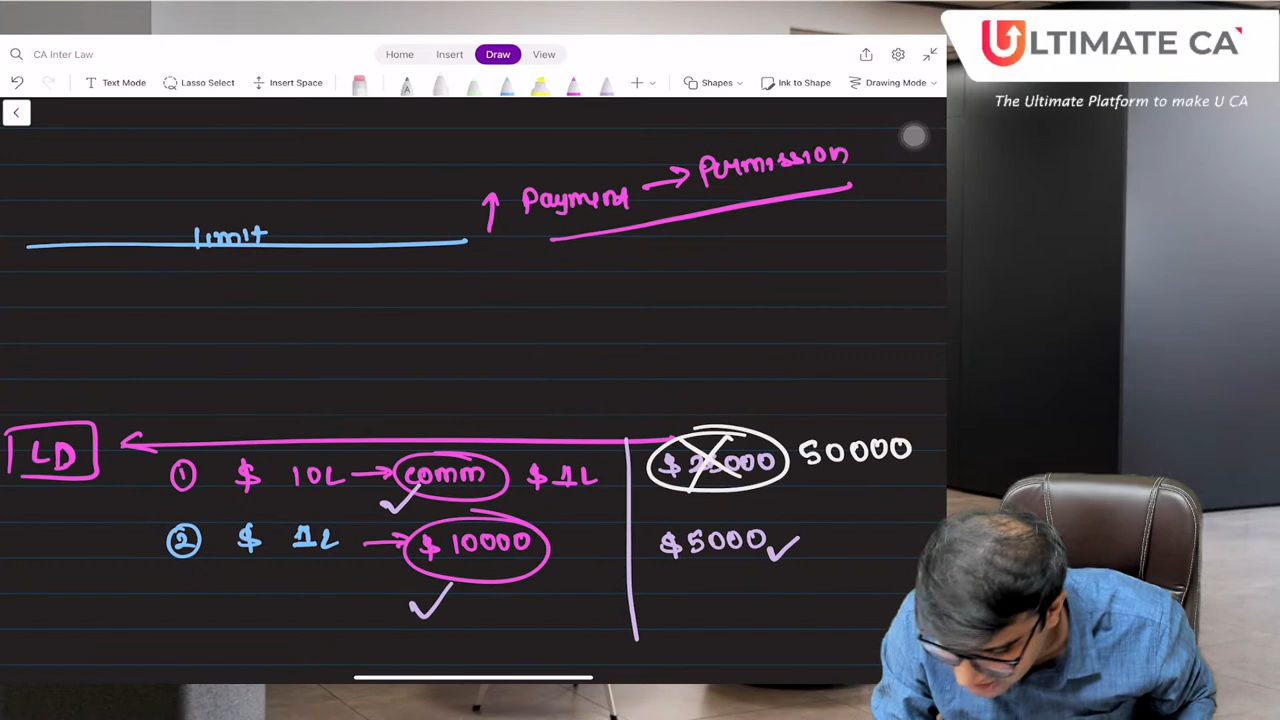 ULTIMATE CA
The Ultimate Platform to make U CA
CA Inter Law
Home Insert Draw View
Text Mode Lasso Select Insert Space Shapes Ink to Shape Drawing Mode
↑ Payment → Permission
limit
LD
① $ 10L → comm $ 1L
50000
② $ 1L → $ 10000
$5000 ✓